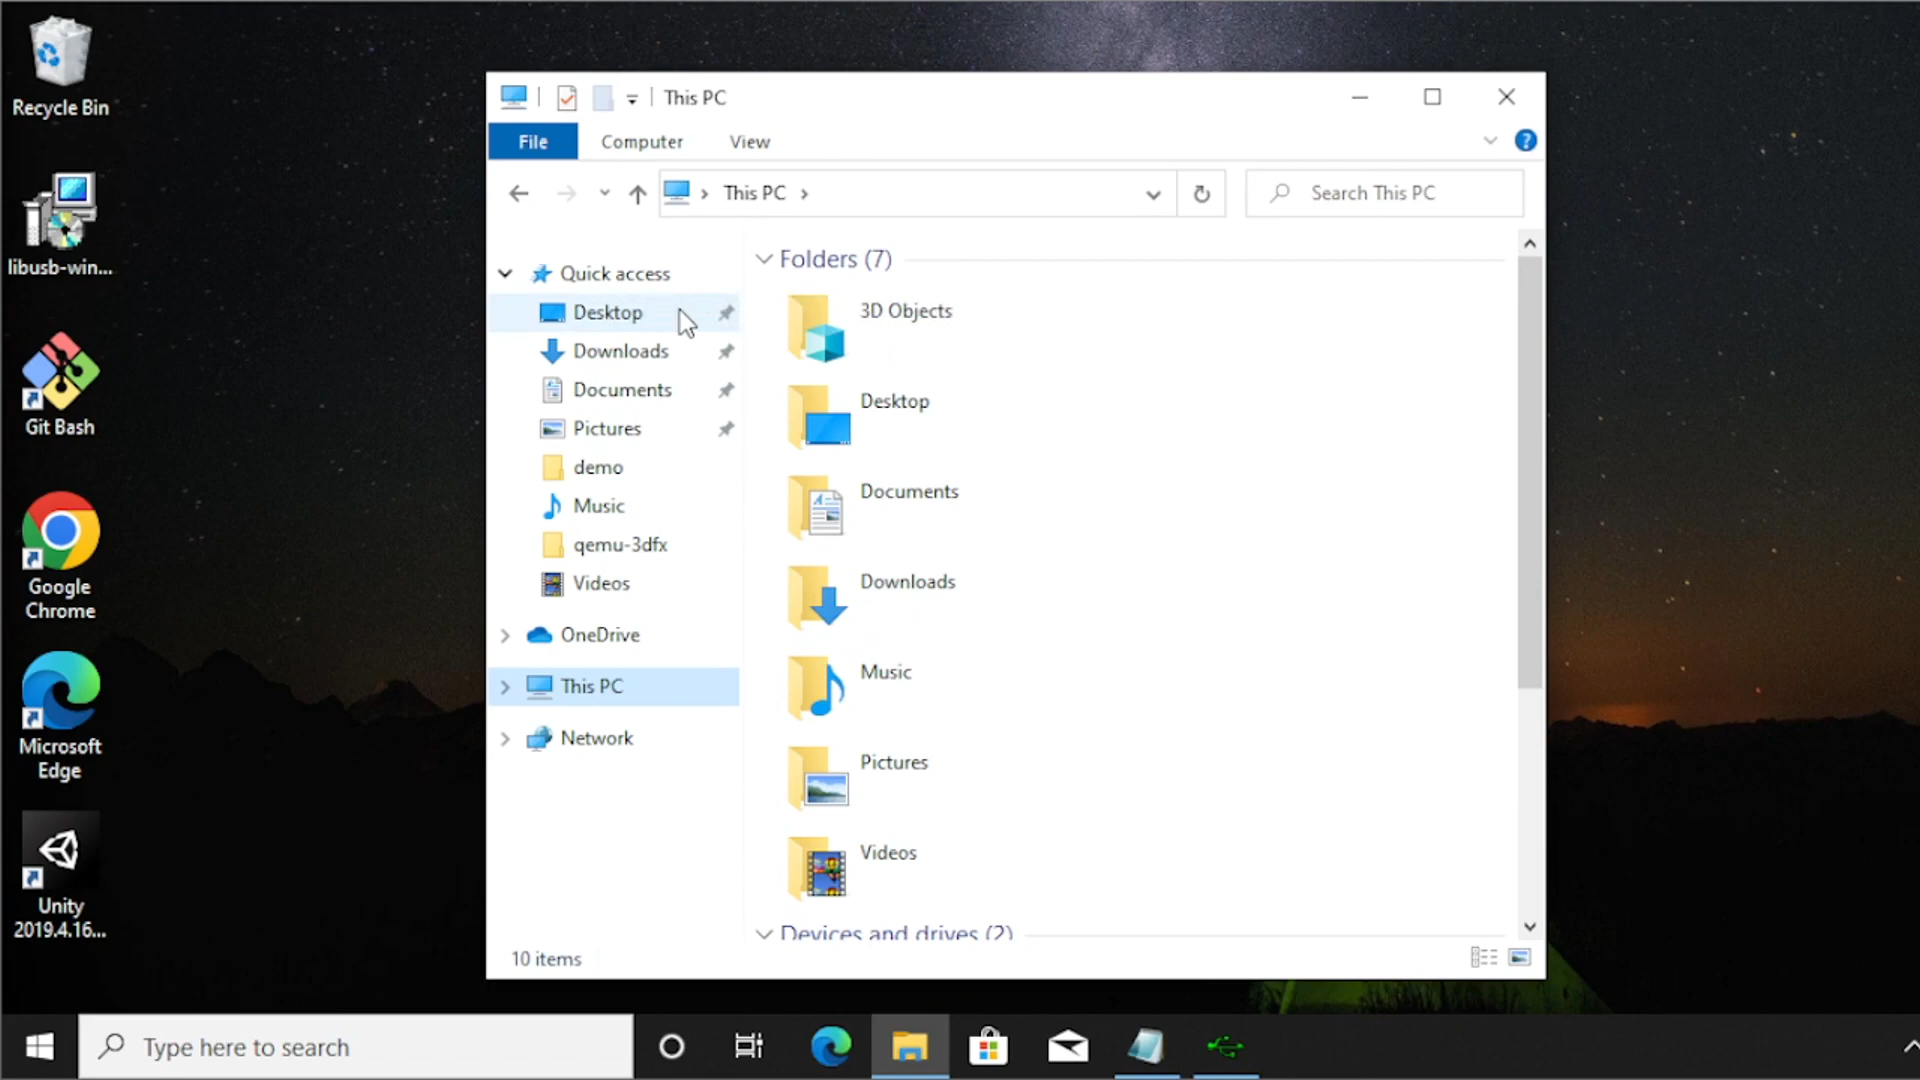 Recycle Bin
libusb-win...
Git Bash
Google
Chrome
Microsoft
Edge
Unity
2019.4.16...
This PC
File
Computer
View
?
This PC
Search This PC
Quick access
Desktop
Downloads
Documents
Pictures
demo
Music
qemu-3dfx
Videos
OneDrive
This PC
Network
Folders (7)
3D Objects
Desktop
Documents
Downloads
Music
Pictures
Videos
Devices and drives (2)
10 items
Type here to search